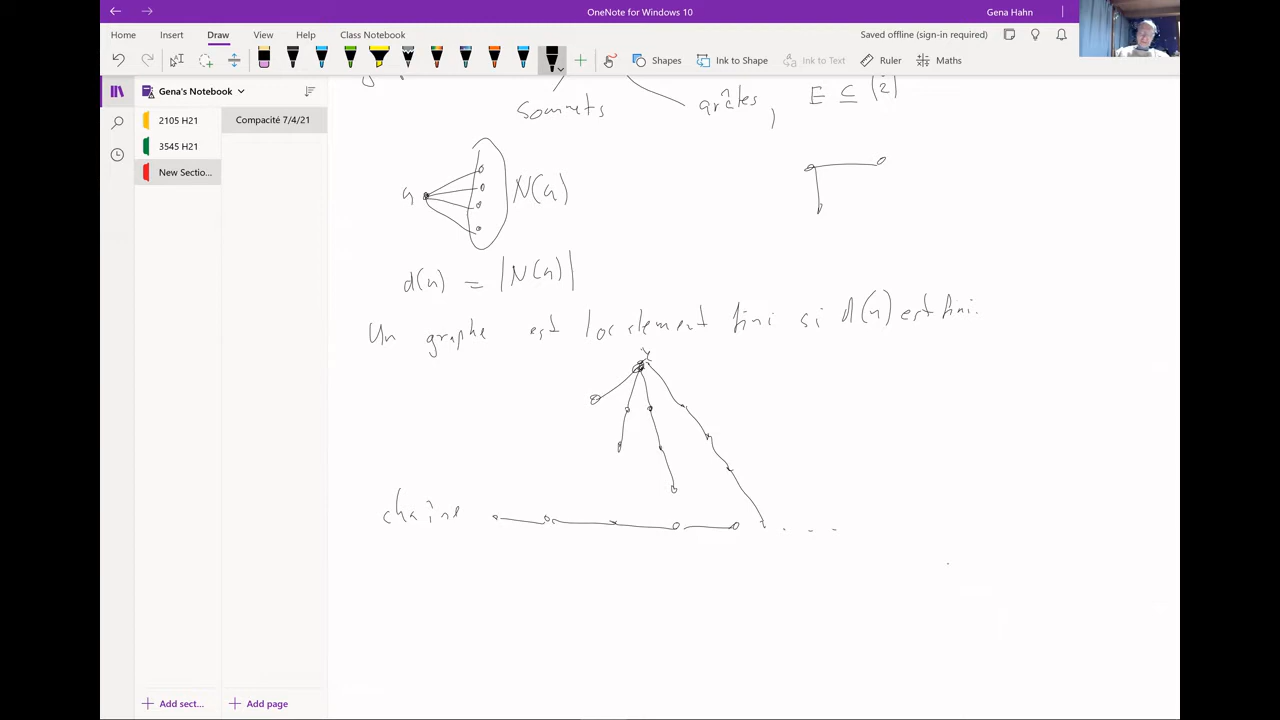 OneNote for Windows 10
Gena Hahn
Home Insert Draw View Help Class Notebook
Saved offline (sign-in required)
Shapes Ink to Shape Ink to Text Ruler Maths
Gena's Notebook
2105 H21
3545 H21
New Sectio...
Compacité 7/4/21
sommets arêtes, E ⊆ ( 2)
u N(u)
d(u) = |N(u)|
Un graphe est localement fini si d(u) est fini.
chaîne
...
Add sect...
Add page